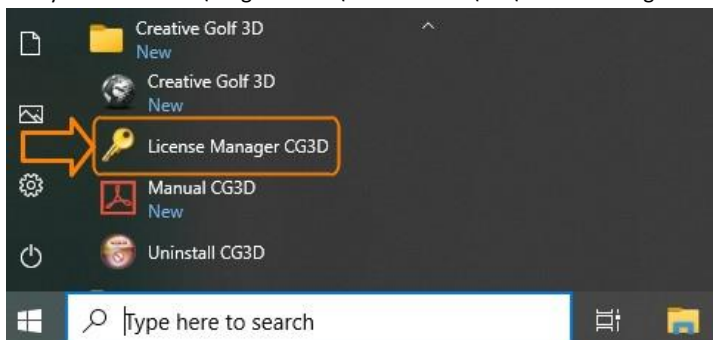 Creative Golf 3D
New
Creative Golf 3D
New
License Manager CG3D
Manual CG3D
New
Uninstall CG3D
Type here to search